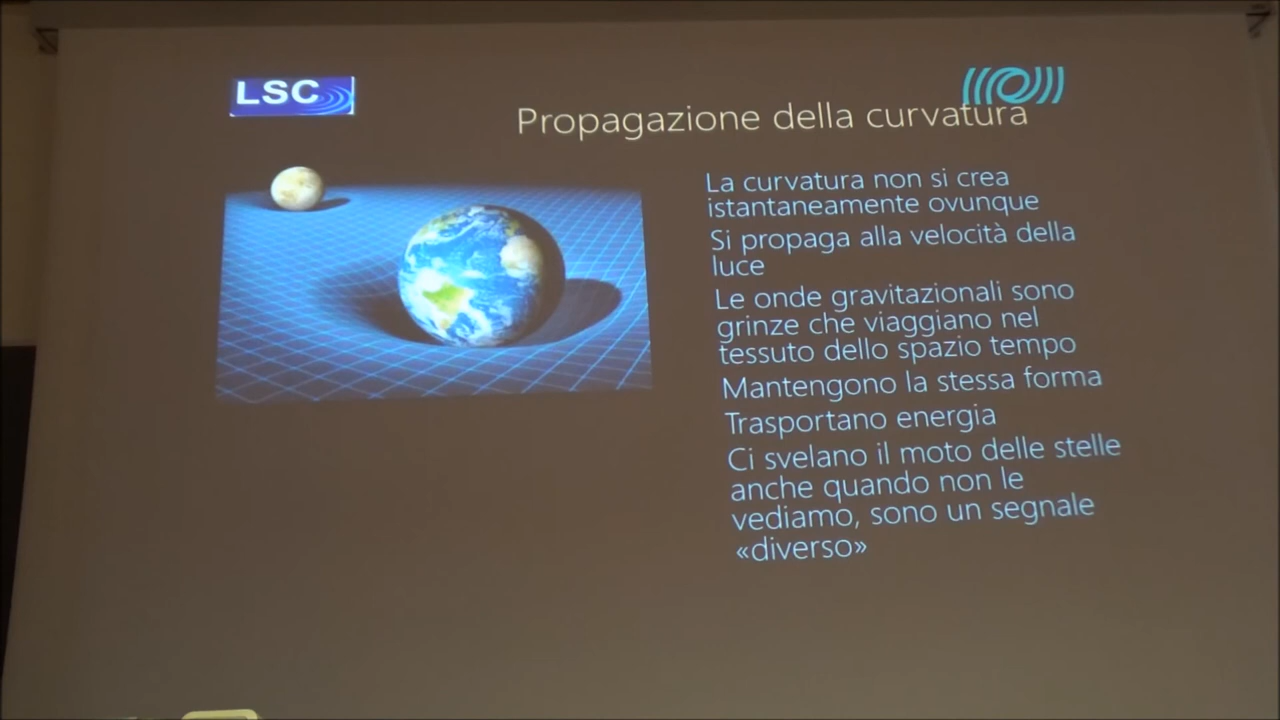 LSC
Propagazione della curvatura
La curvatura non si crea
istantaneamente ovunque
Si propaga alla velocità della
luce
Le onde gravitazionali sono
grinze che viaggiano nel
tessuto dello spazio tempo
Mantengono la stessa forma
Trasportano energia
Ci svelano il moto delle stelle
anche quando non le
vediamo, sono un segnale
«diverso»